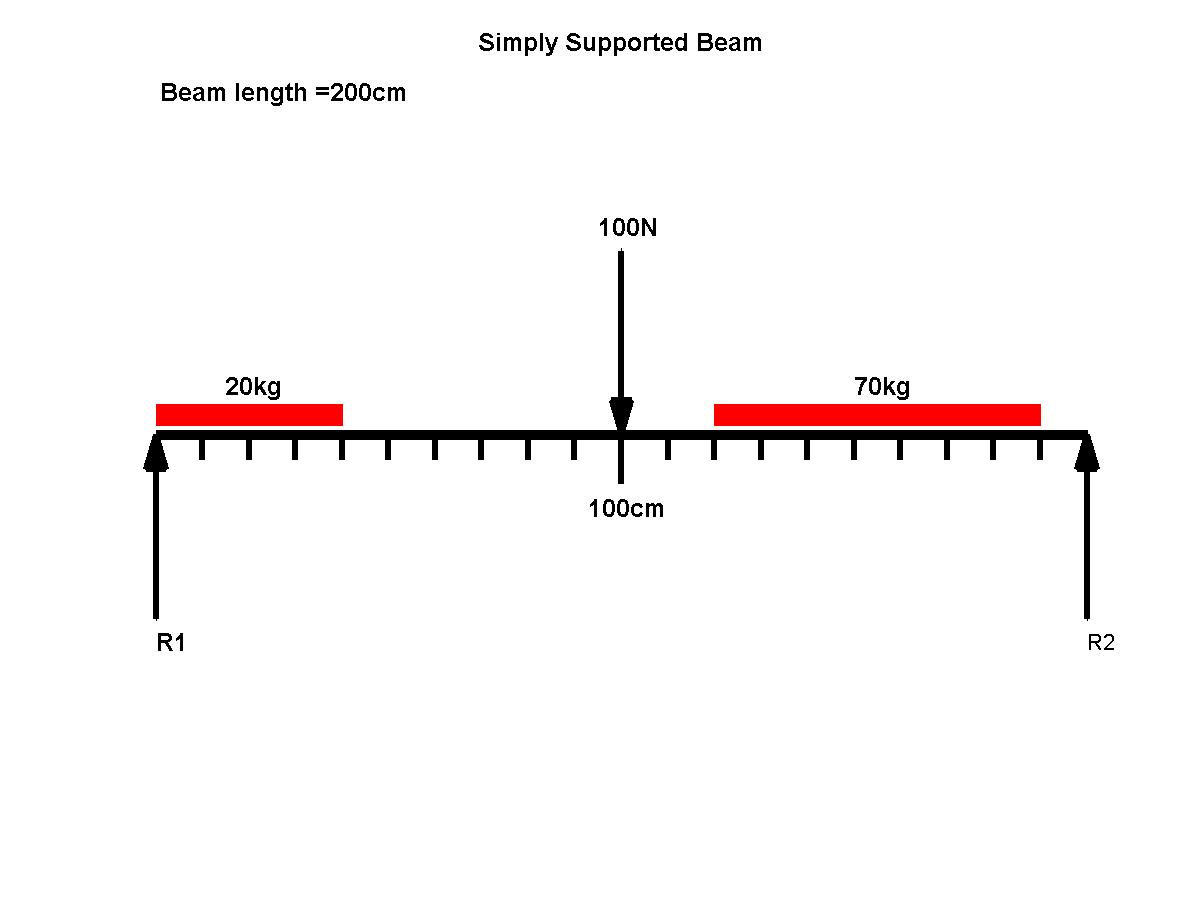 Simply Supported Beam
Beam length =200cm
100N
20kg
70kg
100cm
R1
R2